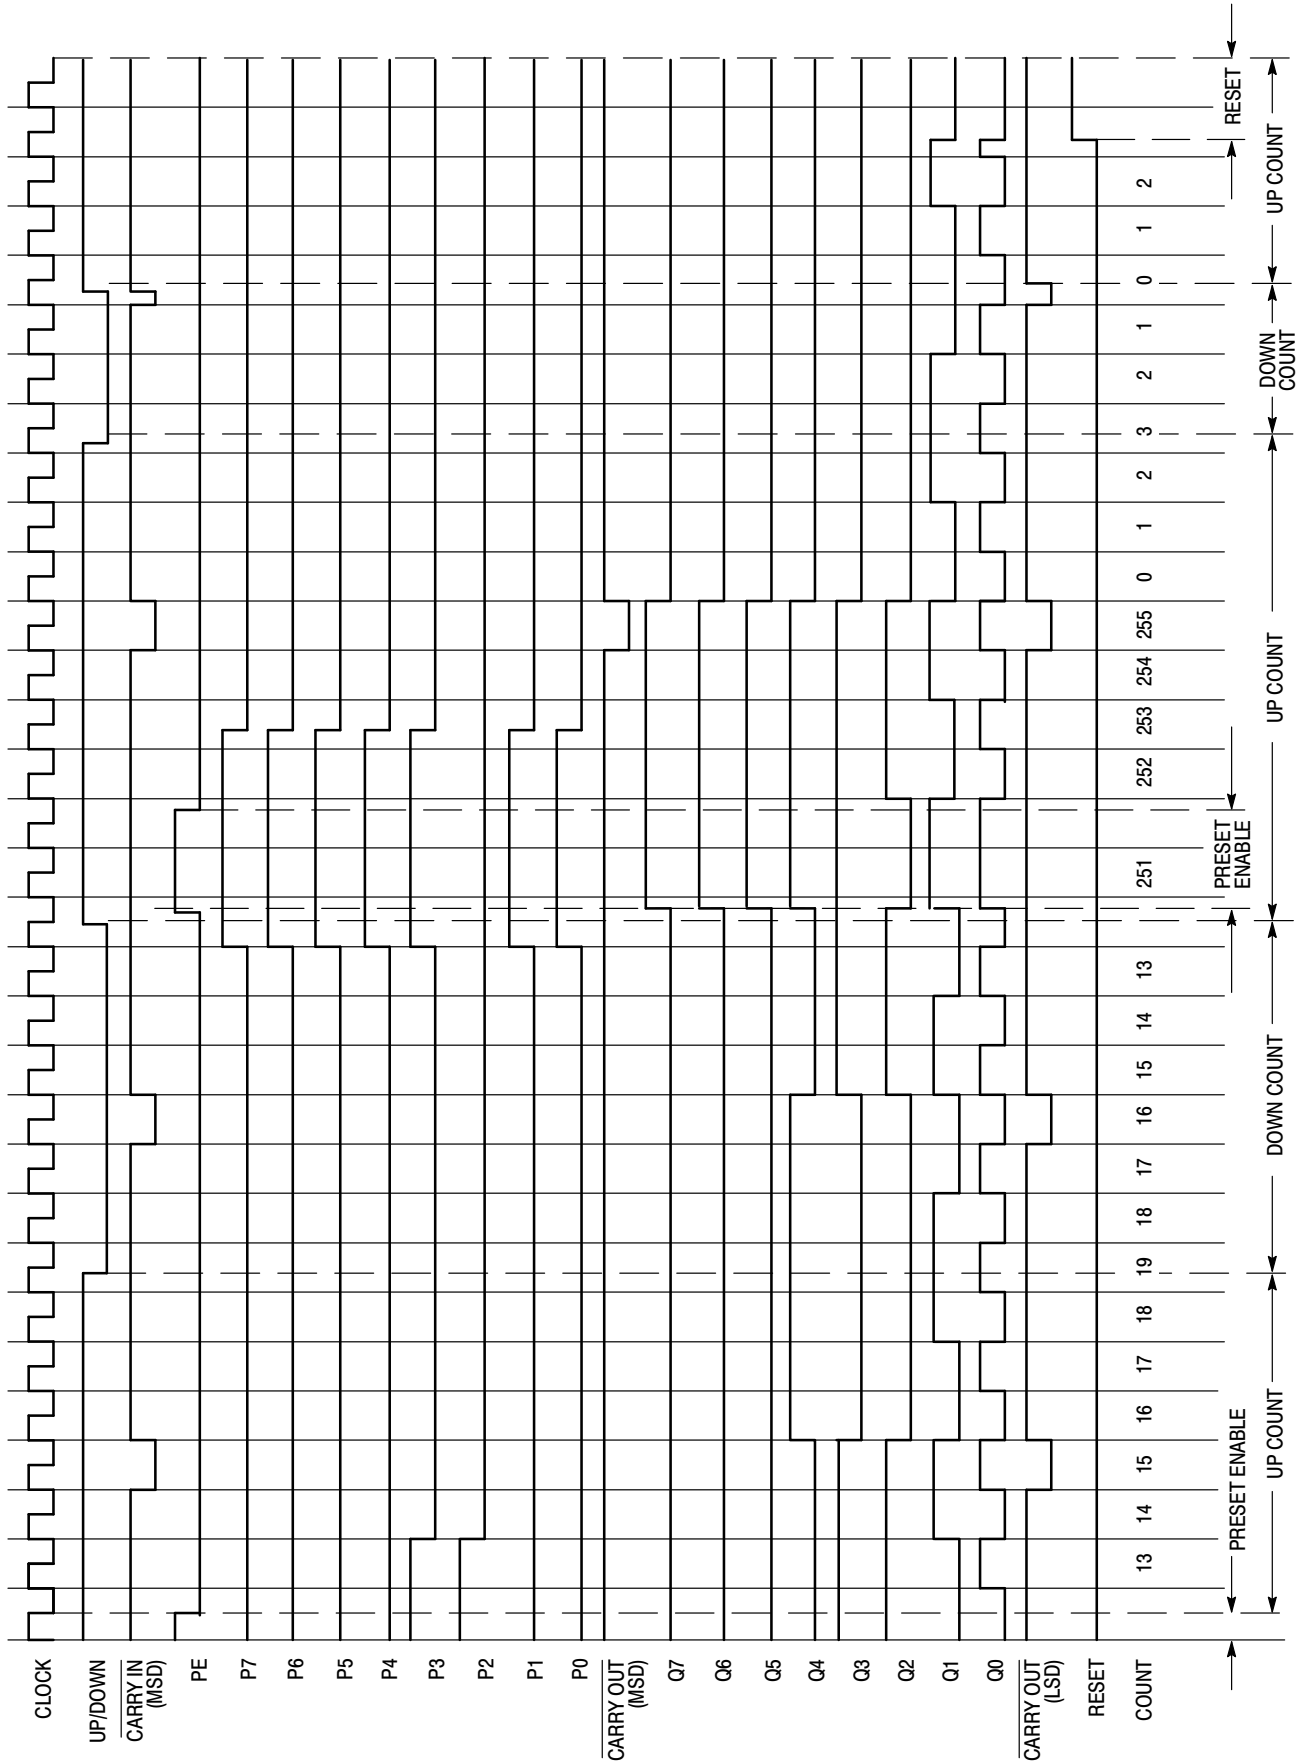 CLOCK
UP/DOWN
CARRY IN
(MSD)
PE
P7
P6
P5
P4
P3
P2
P1
P0
CARRY OUT
(MSD)
Q7
Q6
Q5
Q4
Q3
Q2
Q1
Q0
CARRY OUT
(LSD)
RESET
COUNT
13
14
15
16
17
18
19
18
17
16
15
14
13
251
252
253
254
255
0
1
2
3
2
1
0
1
2
PRESET ENABLE
PRESET
ENABLE
RESET
UP COUNT
DOWN COUNT
UP COUNT
DOWN
COUNT
UP COUNT